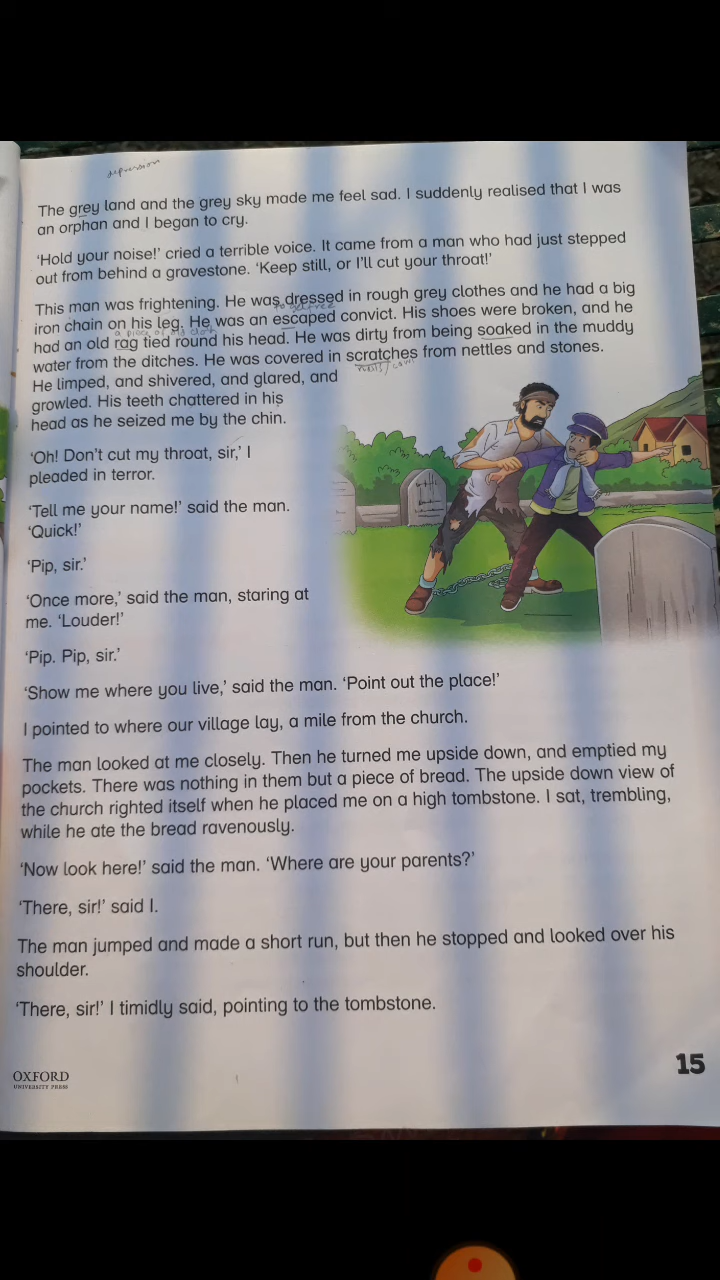 depression
The grey land and the grey sky made me feel sad. I suddenly realised that I was
an orphan and I began to cry.
‘Hold your noise!’ cried a terrible voice. It came from a man who had just stepped
out from behind a gravestone. ‘Keep still, or I’ll cut your throat!’
This man was frightening. He was dressed in rough grey clothes and he had a big
to get free
iron chain on his leg. He was an escaped convict. His shoes were broken, and he
a piece of old cloth
had an old rag tied round his head. He was dirty from being soaked in the muddy
water from the ditches. He was covered in scratches from nettles and stones.
He limped, and shivered, and glared, and
growled. His teeth chattered in his
head as he seized me by the chin.
‘Oh! Don’t cut my throat, sir,’ I
pleaded in terror.
‘Tell me your name!’ said the man.
‘Quick!’
‘Pip, sir.’
‘Once more,’ said the man, staring at
me. ‘Louder!’
‘Pip. Pip, sir.’
‘Show me where you live,’ said the man. ‘Point out the place!’
I pointed to where our village lay, a mile from the church.
The man looked at me closely. Then he turned me upside down, and emptied my
pockets. There was nothing in them but a piece of bread. The upside down view of
the church righted itself when he placed me on a high tombstone. I sat, trembling,
while he ate the bread ravenously.
‘Now look here!’ said the man. ‘Where are your parents?’
‘There, sir!’ said I.
The man jumped and made a short run, but then he stopped and looked over his
shoulder.
‘There, sir!’ I timidly said, pointing to the tombstone.
OXFORD
UNIVERSITY PRESS
15